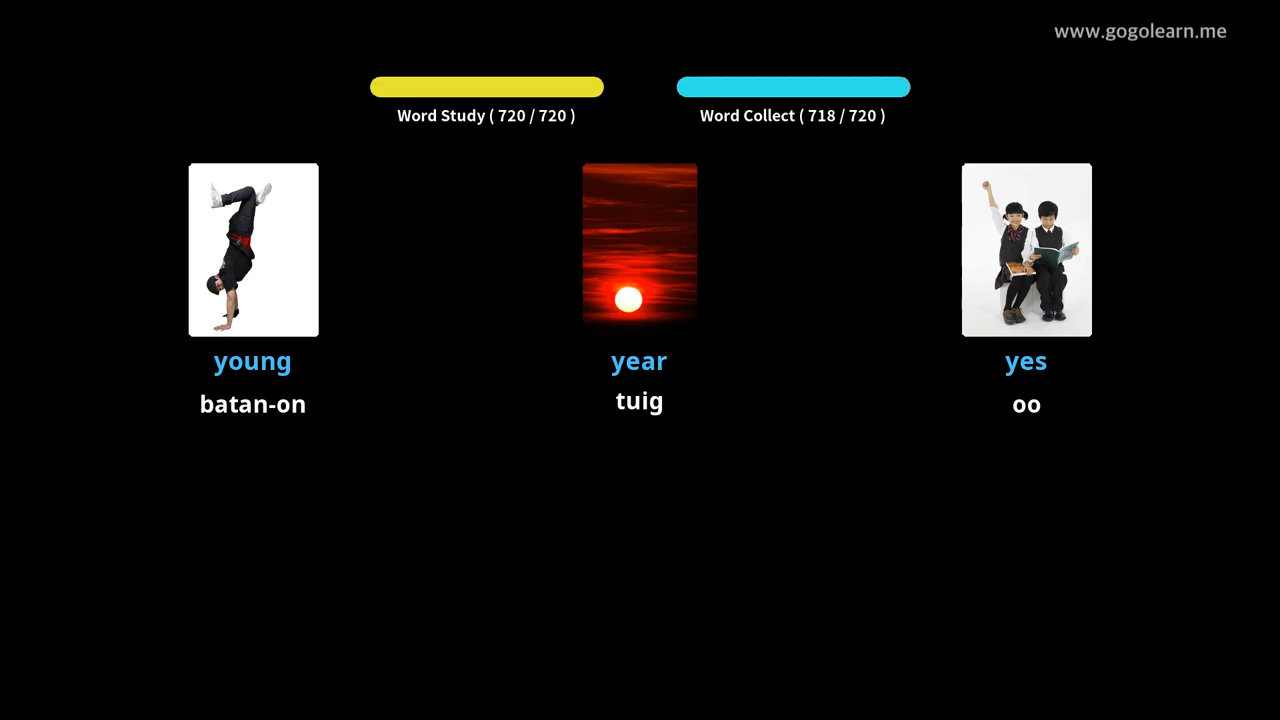 www.gogolearn.me
Word Study ( 720 / 720 )
Word Collect ( 718 / 720 )
young
year
yes
batan-on
tuig
oo